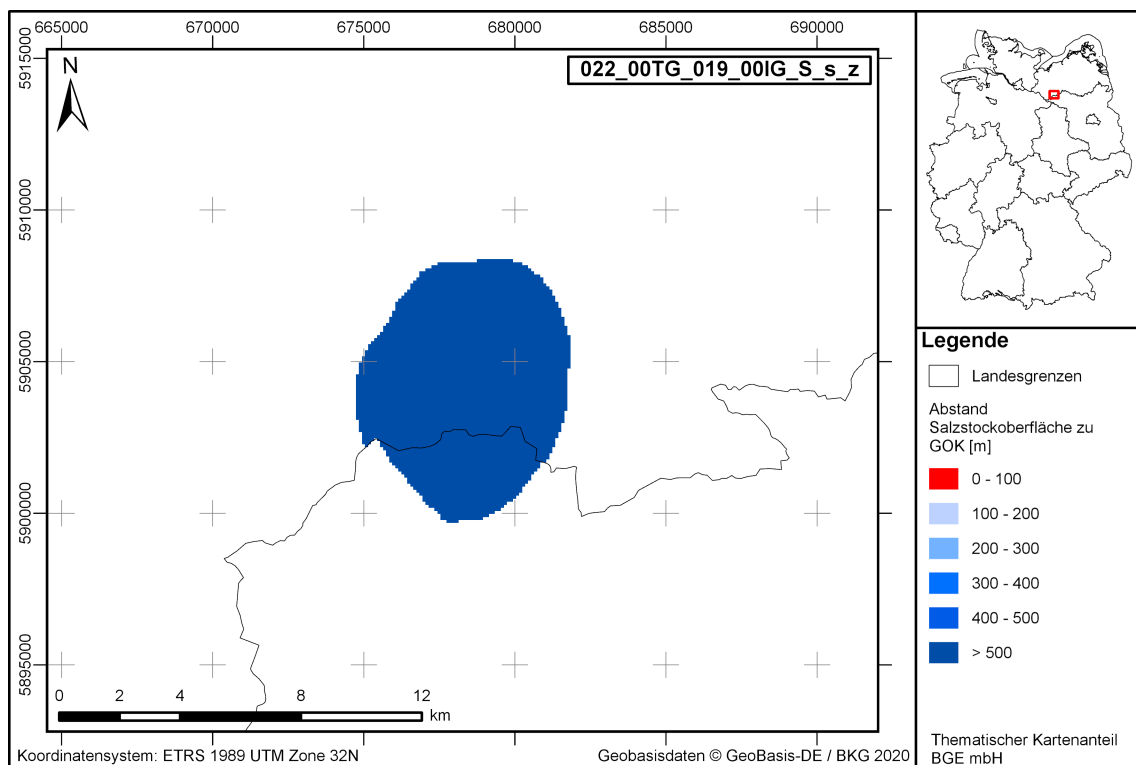 665000 670000 675000 680000 685000 690000
5915000
5910000
5905000
5900000
5895000
N
022_00TG_019_00IG_S_s_z
0 2 4 6 8 12
km
Koordinatensystem: ETRS 1989 UTM Zone 32N
Geobasisdaten © GeoBasis-DE / BKG 2020
Legende
Landesgrenzen
Abstand
Salzstockoberfläche zu
GOK [m]
0 - 100
100 - 200
200 - 300
300 - 400
400 - 500
> 500
Thematischer Kartenanteil
BGE mbH